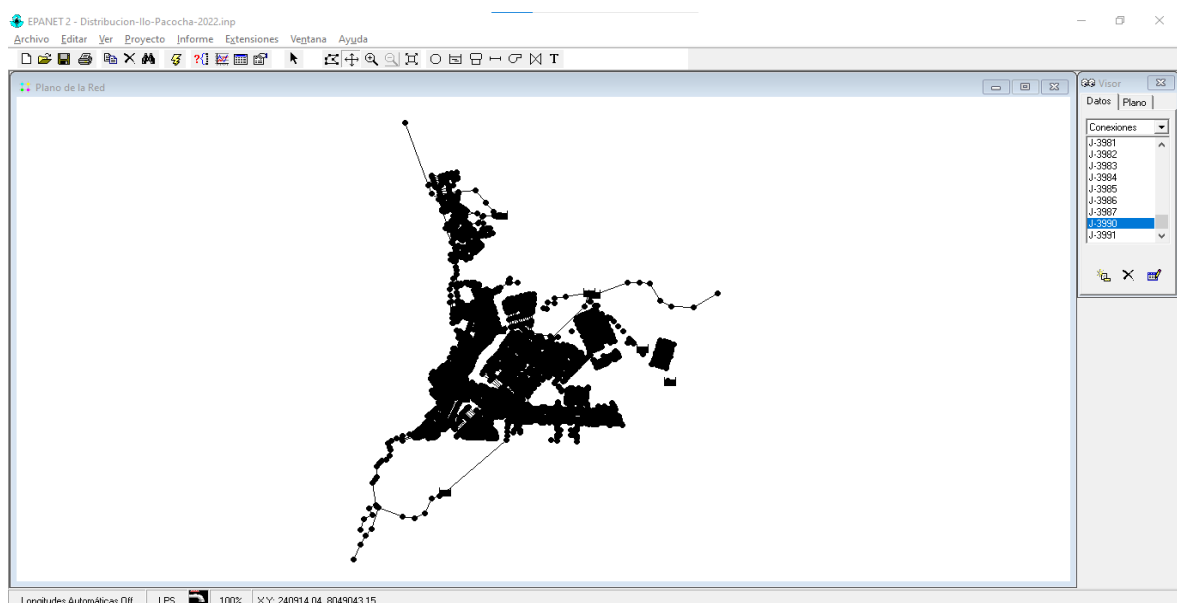 EPANET 2 - Distribucion-Ilo-Pacocha-2022.inp
Archivo Editar Ver Proyecto Informe Extensiones Ventana Ayuda
T
Plano de la Red
Visor
Datos Plano
Conexiones
J-3981
J-3982
J-3983
J-3984
J-3985
J-3986
J-3987
J-3990
J-3991
Longitudes Automáticas Off LPS 100% X,Y: 240914.04, 8049043.15